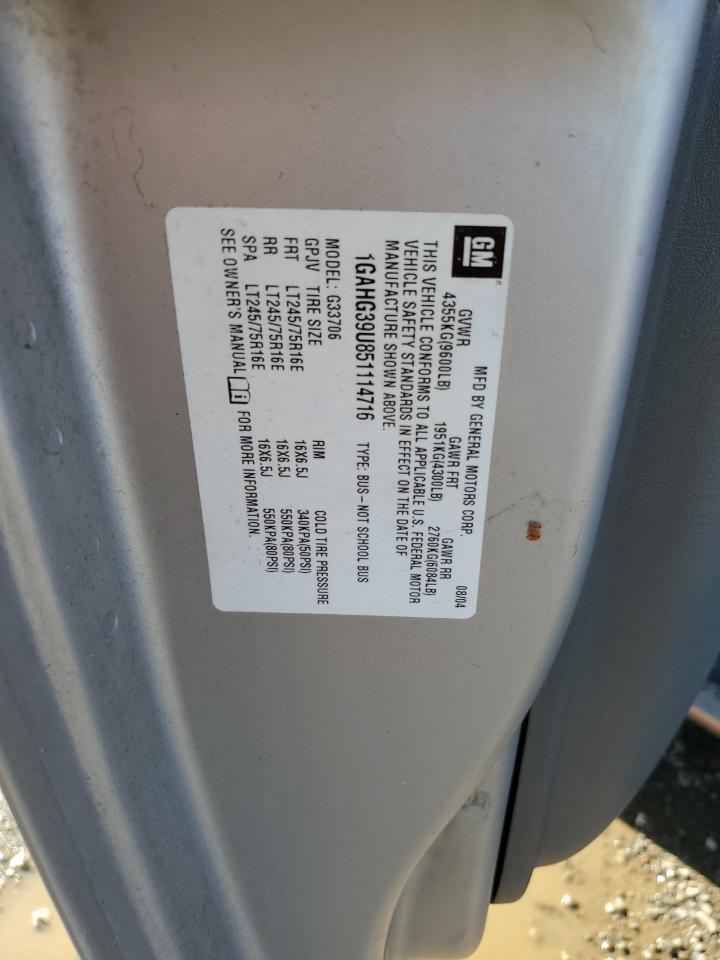 GM
MFD BY GENERAL MOTORS CORP. 08/04
GVWR GAWR FRT GAWR RR
4355KG(9600LB) 1951KG(4300LB) 2760KG(6084LB)
THIS VEHICLE CONFORMS TO ALL APPLICABLE U.S. FEDERAL MOTOR
VEHICLE SAFETY STANDARDS IN EFFECT ON THE DATE OF
MANUFACTURE SHOWN ABOVE.
1GAHG39U851114716 TYPE: BUS–NOT SCHOOL BUS
MODEL: G33706
GPJV TIRE SIZE RIM COLD TIRE PRESSURE
FRT LT245/75R16E 16X6.5J 340KPA(50PSI)
RR LT245/75R16E 16X6.5J 550KPA(80PSI)
SPA LT245/75R16E 16X6.5J 550KPA(80PSI)
SEE OWNER'S MANUAL FOR MORE INFORMATION.